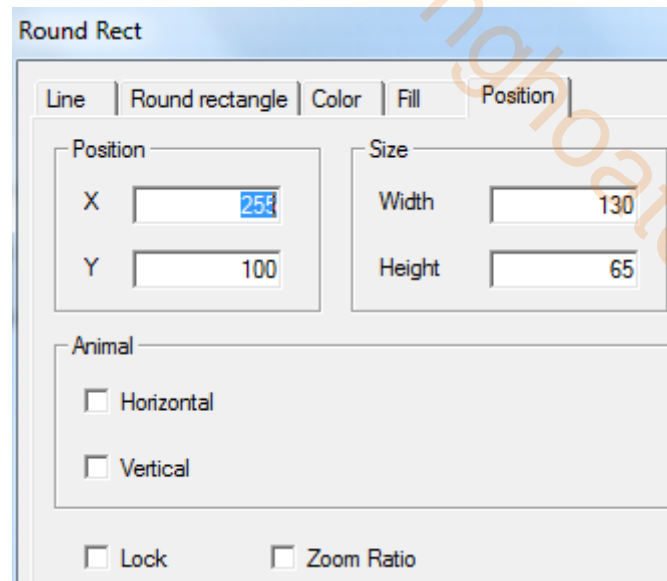 Round Rect
Line Round rectangle Color Fill Position
Position
X 255
Y 100
Size
Width 130
Height 65
Animal
Horizontal
Vertical
Lock Zoom Ratio